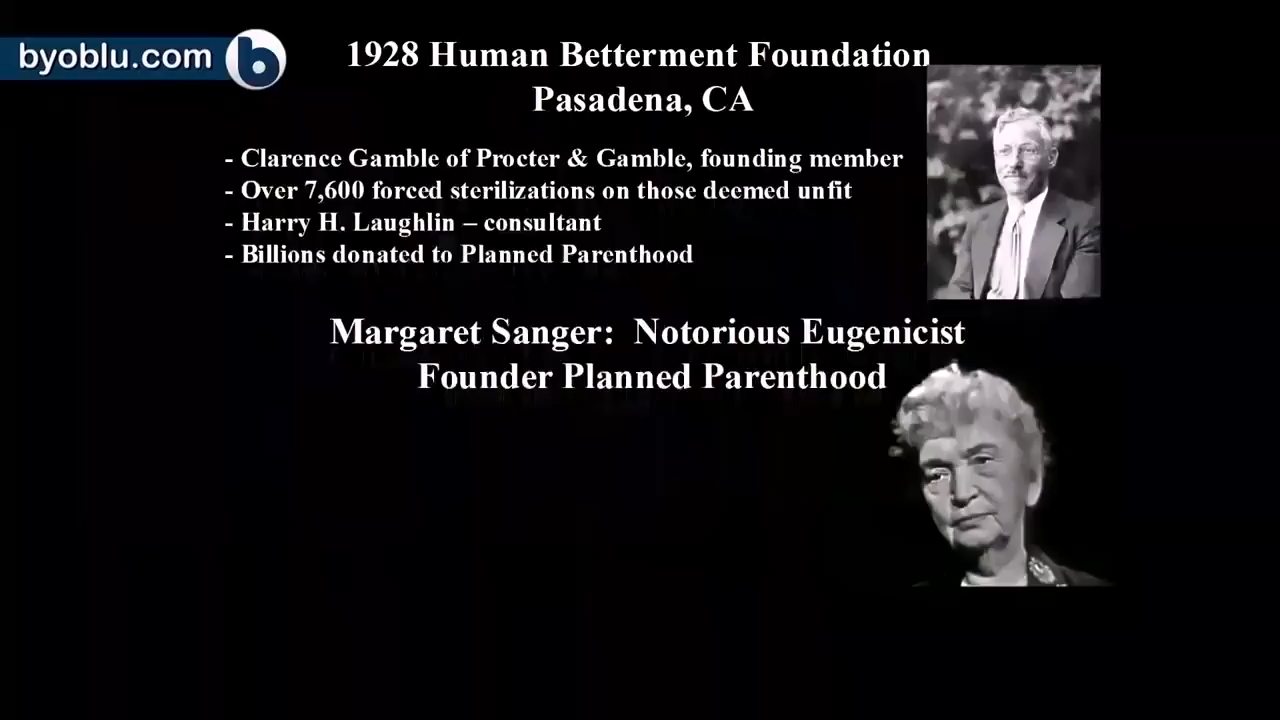 byoblu.com b
1928 Human Betterment Foundation
Pasadena, CA
- Clarence Gamble of Procter & Gamble, founding member
- Over 7,600 forced sterilizations on those deemed unfit
- Harry H. Laughlin – consultant
- Billions donated to Planned Parenthood
Margaret Sanger: Notorious Eugenicist
Founder Planned Parenthood